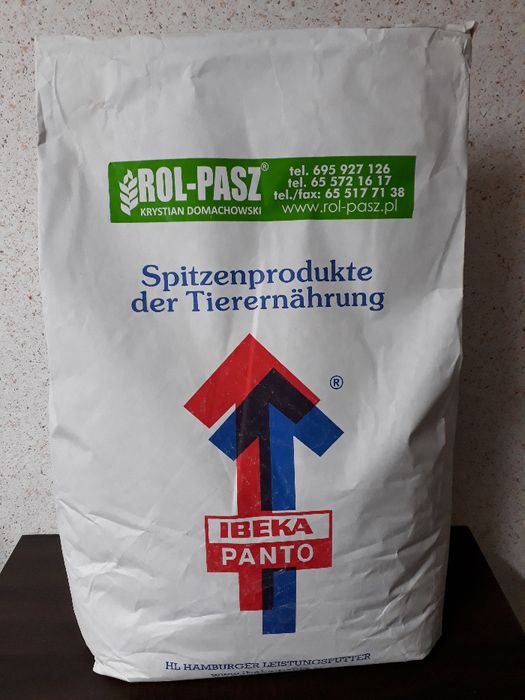 ROL-PASZ®
KRYSTIAN DOMACHOWSKI
tel. 695 927 126
tel. 65 572 16 17
tel./fax: 65 517 71 38
www.rol-pasz.pl
Spitzenprodukte
der Tierernährung
®
IBEKA
PANTO
HL HAMBURGER LEISTUNGSFUTTER